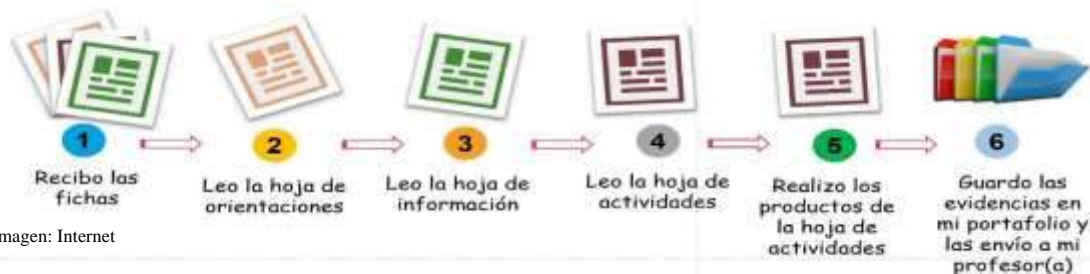 1
Recibo las
fichas
2
Leo la hoja de
orientaciones
3
Leo la hoja de
información
4
Leo la hoja de
actividades
5
Realizo los
productos de
la hoja de
actividades
6
Guardo las
evidencias en
mi portafolio y
las envío a mi
profesor(a)
magen: Internet